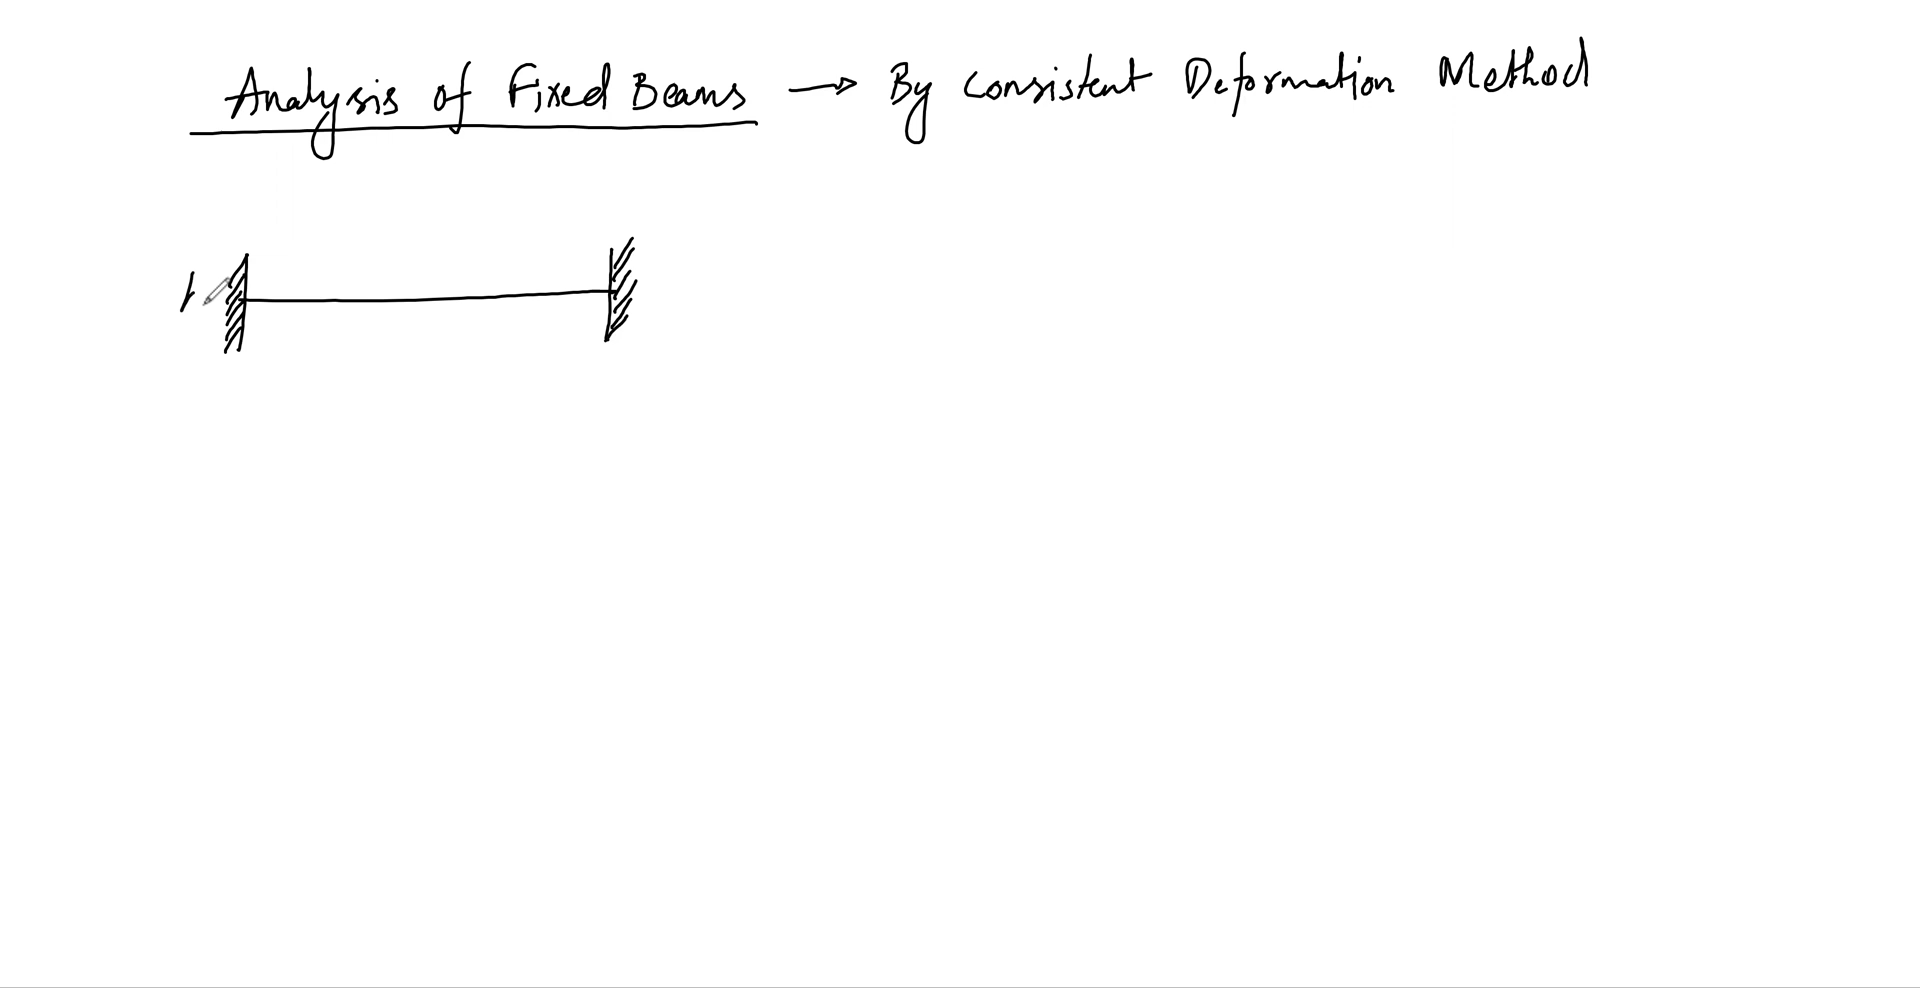 Analysis of Fixed Beams → By Consistent Deformation Method